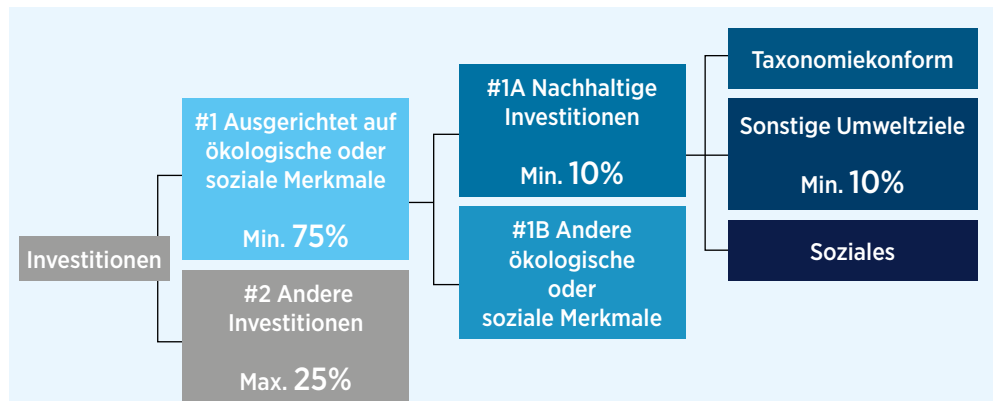 Investitionen
#1 Ausgerichtet auf
ökologische oder
soziale Merkmale
Min. 75%
#2 Andere
Investitionen
Max. 25%
#1A Nachhaltige
Investitionen
Min. 10%
#1B Andere
ökologische
oder
soziale Merkmale
Taxonomiekonform
Sonstige Umweltziele
Min. 10%
Soziales